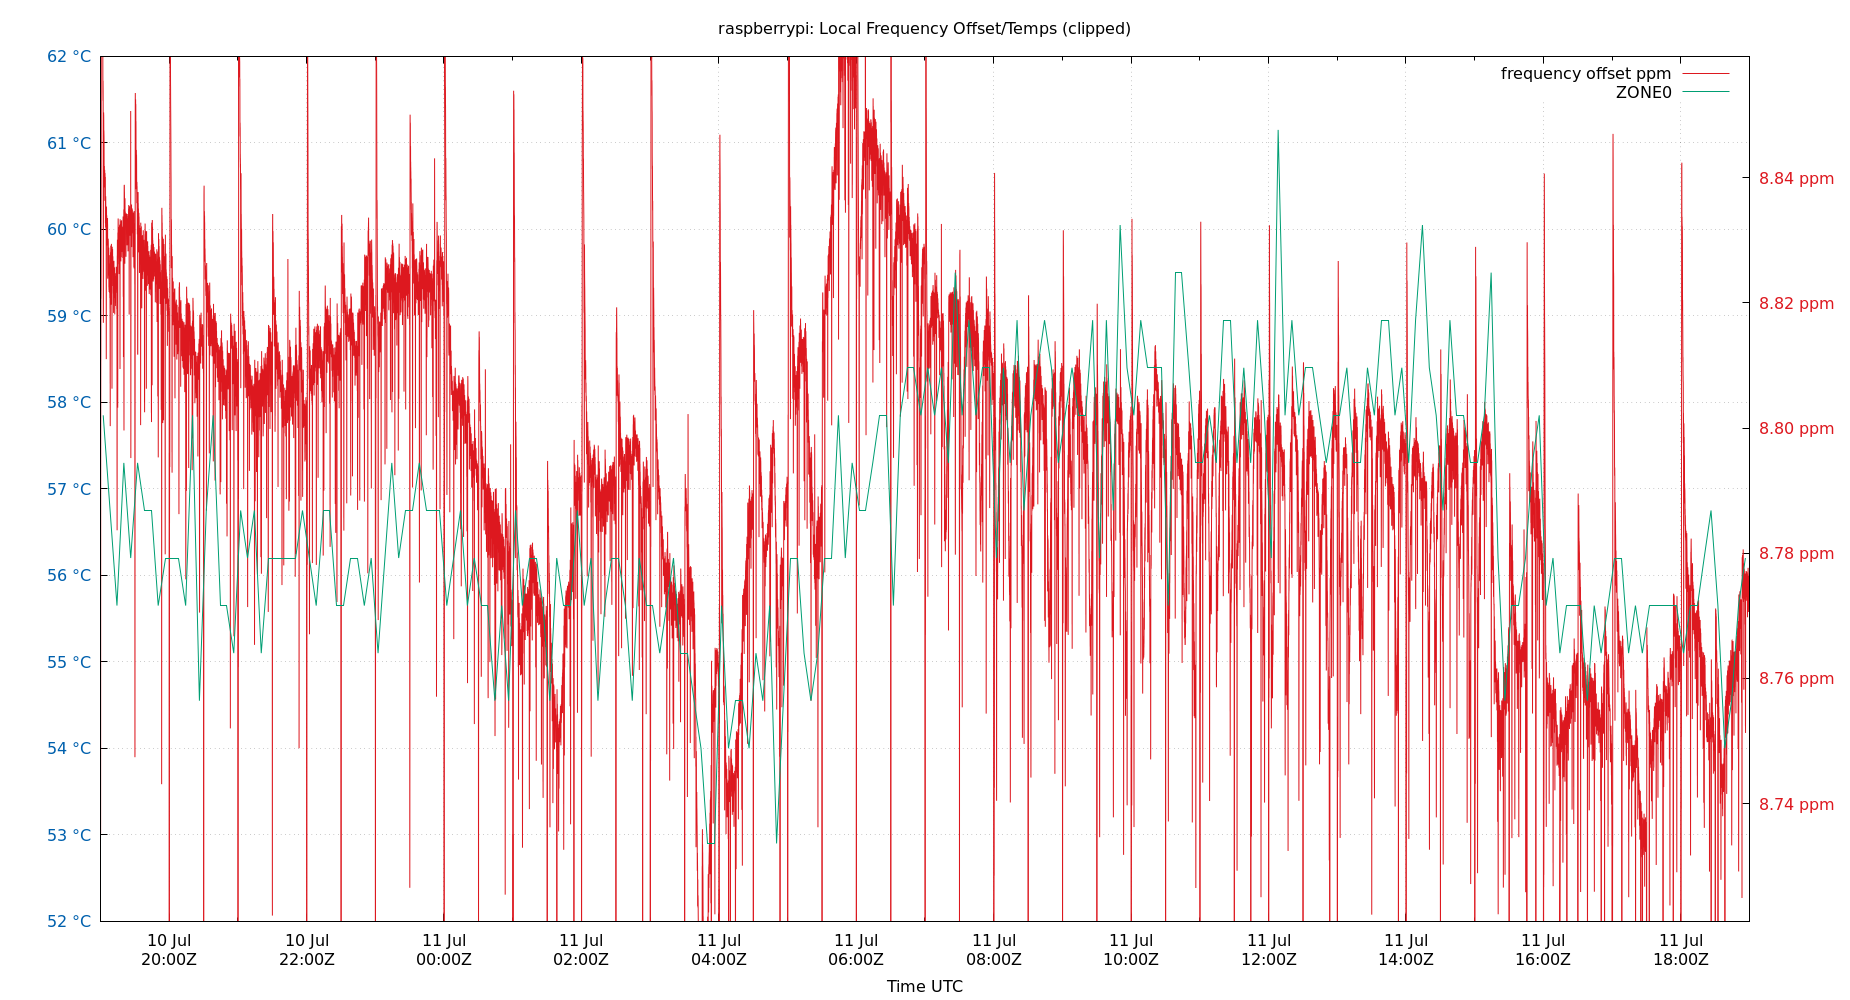 raspberrypi: Local Frequency Offset/Temps (clipped)
62 °C
61 °C
60 °C
59 °C
58 °C
57 °C
56 °C
55 °C
54 °C
53 °C
52 °C
frequency offset ppm
ZONE0
8.84 ppm
8.82 ppm
8.80 ppm
8.78 ppm
8.76 ppm
8.74 ppm
10 Jul
20:00Z
10 Jul
22:00Z
11 Jul
00:00Z
11 Jul
02:00Z
11 Jul
04:00Z
11 Jul
06:00Z
11 Jul
08:00Z
11 Jul
10:00Z
11 Jul
12:00Z
11 Jul
14:00Z
11 Jul
16:00Z
11 Jul
18:00Z
Time UTC